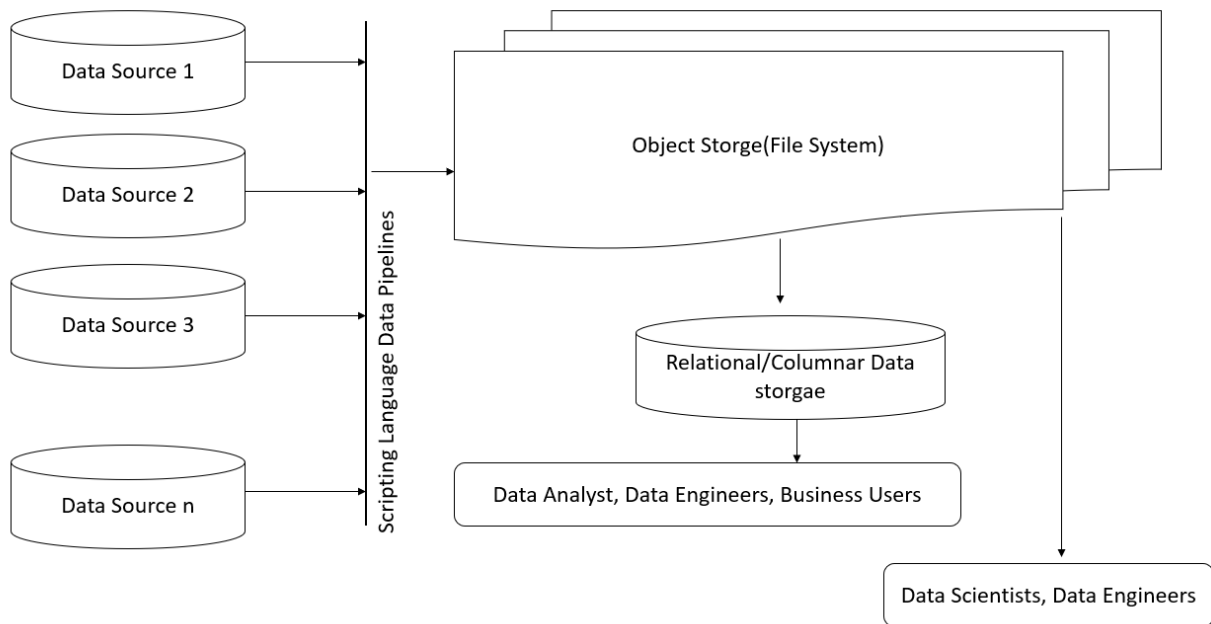 Data Source 1
Data Source 2
Data Source 3
Data Source n
Scripting Language Data Pipelines
Object Storge(File System)
Relational/Columnar Data
storgae
Data Analyst, Data Engineers, Business Users
Data Scientists, Data Engineers